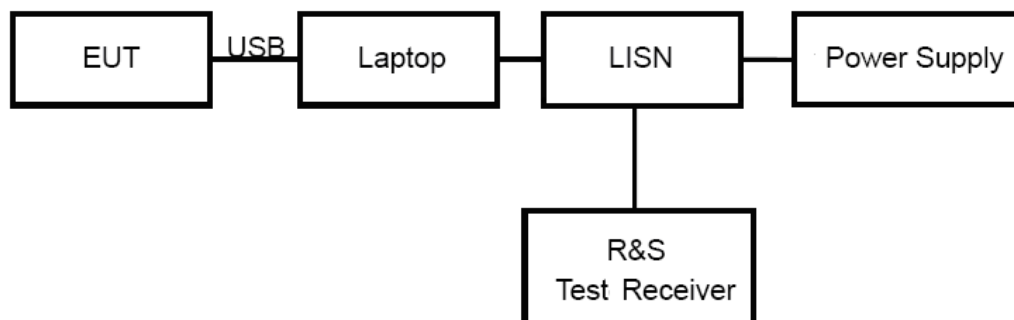 EUT
USB
Laptop
LISN
Power Supply
R&S
Test Receiver